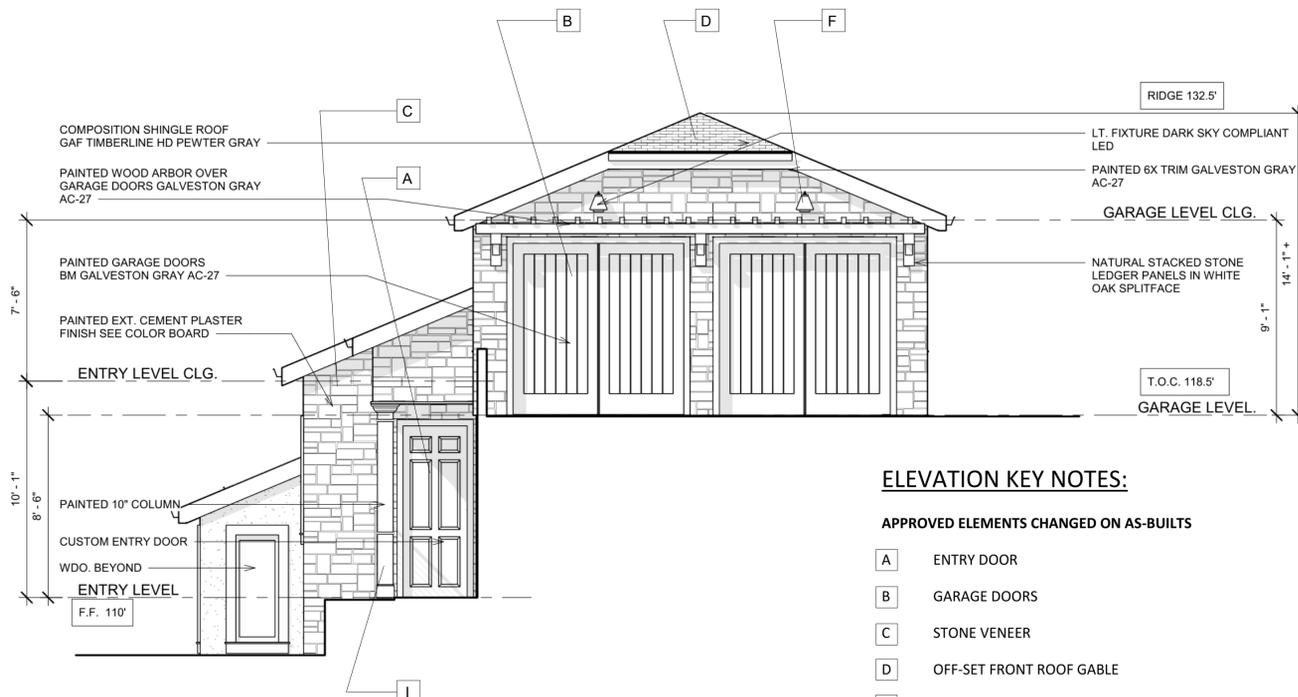 B
D
F
C
A
RIDGE 132.5'
COMPOSITION SHINGLE ROOF
GAF TIMBERLINE HD PEWTER GRAY
LT. FIXTURE DARK SKY COMPLIANT
LED
PAINTED WOOD ARBOR OVER
GARAGE DOORS GALVESTON GRAY
AC-27
PAINTED 6X TRIM GALVESTON GRAY
AC-27
GARAGE LEVEL CLG.
PAINTED GARAGE DOORS
BM GALVESTON GRAY AC-27
NATURAL STACKED STONE
LEDGER PANELS IN WHITE
OAK SPLITFACE
14' - 1" +
9' - 1"
7' - 6"
PAINTED EXT. CEMENT PLASTER
FINISH SEE COLOR BOARD
ENTRY LEVEL CLG.
T.O.C. 118.5'
GARAGE LEVEL.
10' - 1"
8' - 6"
PAINTED 10" COLUMN
CUSTOM ENTRY DOOR
WDO. BEYOND
ENTRY LEVEL
F.F. 110'
ELEVATION KEY NOTES:
APPROVED ELEMENTS CHANGED ON AS-BUILTS
A ENTRY DOOR
B GARAGE DOORS
C STONE VENEER
D OFF-SET FRONT ROOF GABLE